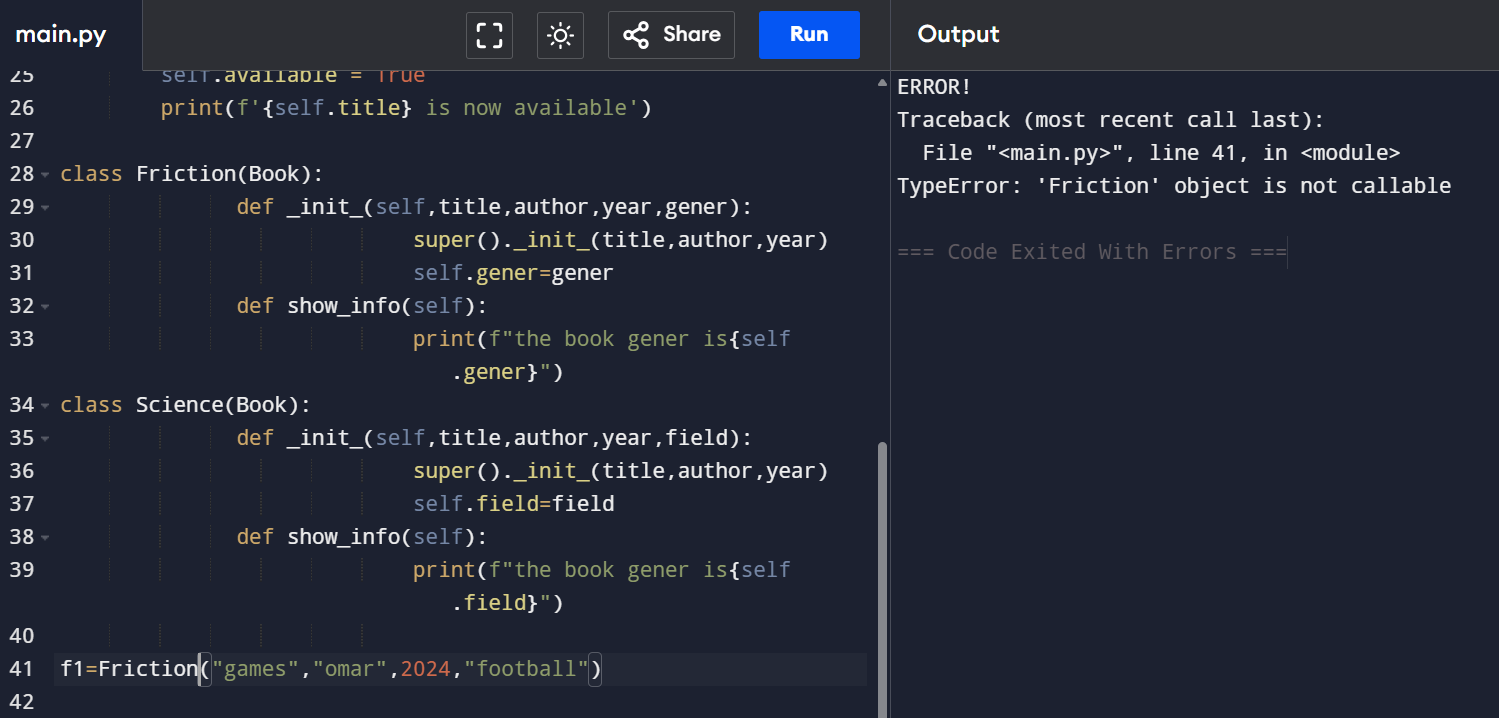 main.py
Share
Run
Output
25 self.available = True
26 print(f'{self.title} is now available')
27
28 class Friction(Book):
29 def _init_(self,title,author,year,gener):
30 super()._init_(title,author,year)
31 self.gener=gener
32 def show_info(self):
33 print(f"the book gener is{self
.gener}")
34 class Science(Book):
35 def _init_(self,title,author,year,field):
36 super()._init_(title,author,year)
37 self.field=field
38 def show_info(self):
39 print(f"the book gener is{self
.field}")
40
41 f1=Friction("games","omar",2024,"football")
42
ERROR!
Traceback (most recent call last):
File "<main.py>", line 41, in <module>
TypeError: 'Friction' object is not callable
=== Code Exited With Errors ===